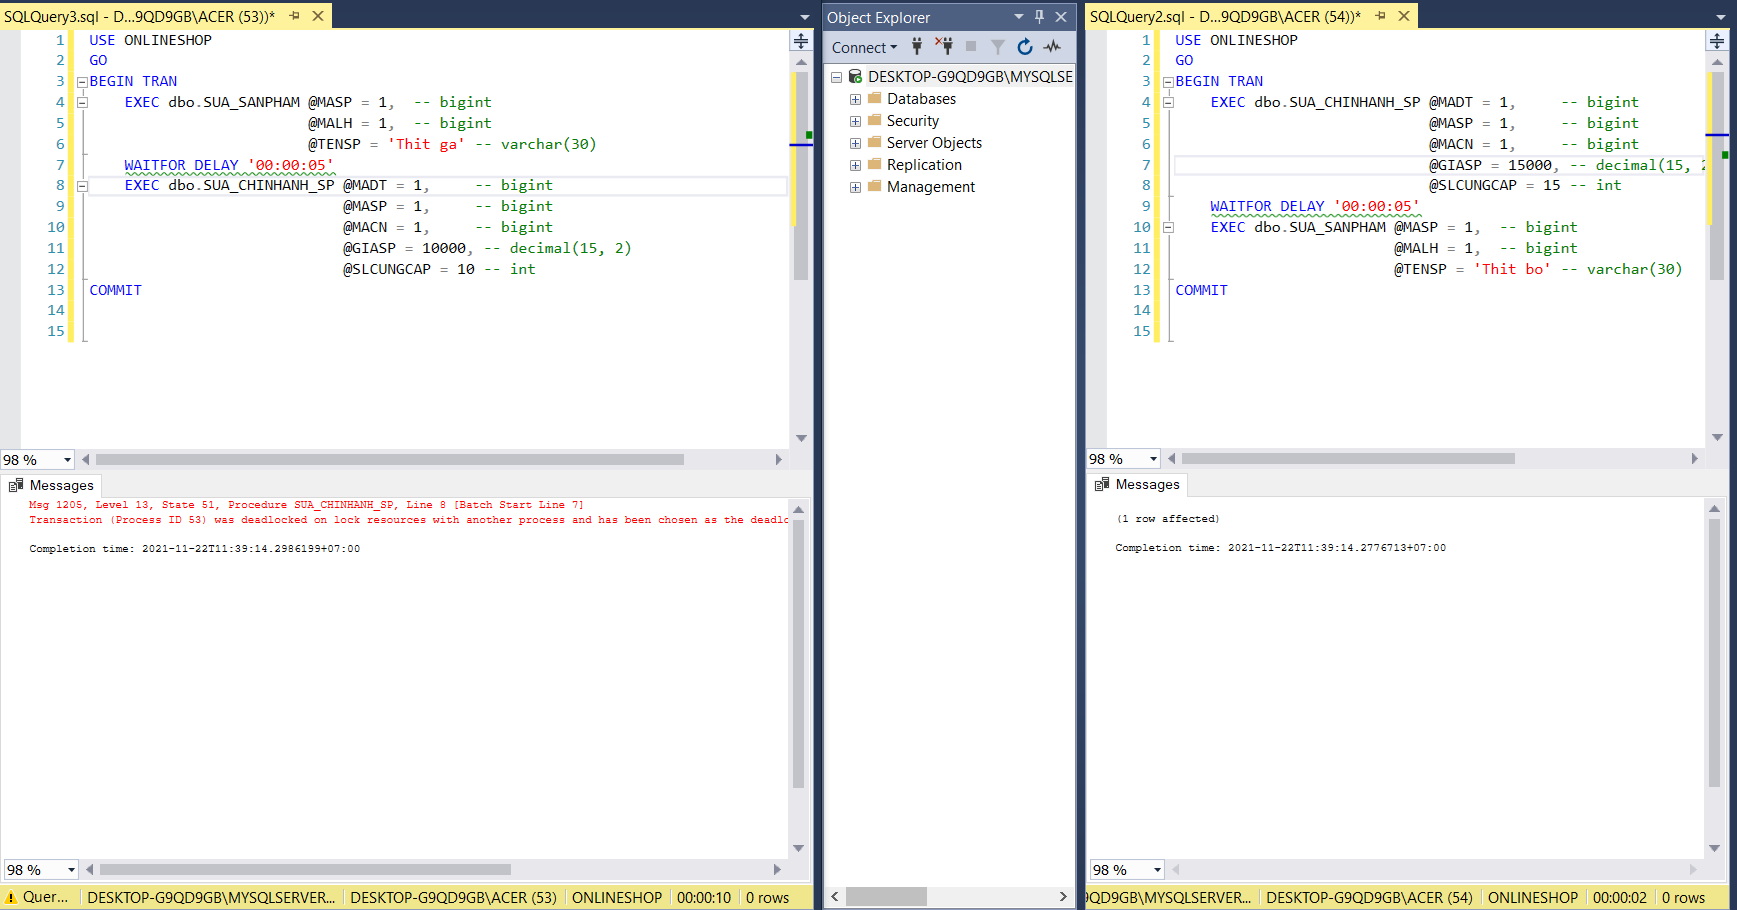 SQLQuery3.sql - D...9QD9GB\ACER (53))*
1 USE ONLINESHOP
2 GO
3 BEGIN TRAN
4 EXEC dbo.SUA_SANPHAM @MASP = 1, -- bigint
5 @MALH = 1, -- bigint
6 @TENSP = 'Thit ga' -- varchar(30)
7 WAITFOR DELAY '00:00:05'
8 EXEC dbo.SUA_CHINHANH_SP @MADT = 1, -- bigint
9 @MASP = 1, -- bigint
10 @MACN = 1, -- bigint
11 @GIASP = 10000, -- decimal(15, 2)
12 @SLCUNGCAP = 10 -- int
13 COMMIT
14
15
98 %
Messages
Msg 1205, Level 13, State 51, Procedure SUA_CHINHANH_SP, Line 8 [Batch Start Line 7]
Transaction (Process ID 53) was deadlocked on lock resources with another process and has been chosen as the deadlo
Completion time: 2021-11-22T11:39:14.2986199+07:00
98 %
Quer... DESKTOP-G9QD9GB\MYSQLSERVER... DESKTOP-G9QD9GB\ACER (53) ONLINESHOP 00:00:10 0 rows
Object Explorer
Connect
DESKTOP-G9QD9GB\MYSQLSE
Databases
Security
Server Objects
Replication
Management
SQLQuery2.sql - D...9QD9GB\ACER (54))*
1 USE ONLINESHOP
2 GO
3 BEGIN TRAN
4 EXEC dbo.SUA_CHINHANH_SP @MADT = 1, -- bigint
5 @MASP = 1, -- bigint
6 @MACN = 1, -- bigint
7 @GIASP = 15000, -- decimal(15, 2
8 @SLCUNGCAP = 15 -- int
9 WAITFOR DELAY '00:00:05'
10 EXEC dbo.SUA_SANPHAM @MASP = 1, -- bigint
11 @MALH = 1, -- bigint
12 @TENSP = 'Thit bo' -- varchar(30)
13 COMMIT
14
15
98 %
Messages
(1 row affected)
Completion time: 2021-11-22T11:39:14.2776713+07:00
98 %
9QD9GB\MYSQLSERVER... DESKTOP-G9QD9GB\ACER (54) ONLINESHOP 00:00:02 0 rows